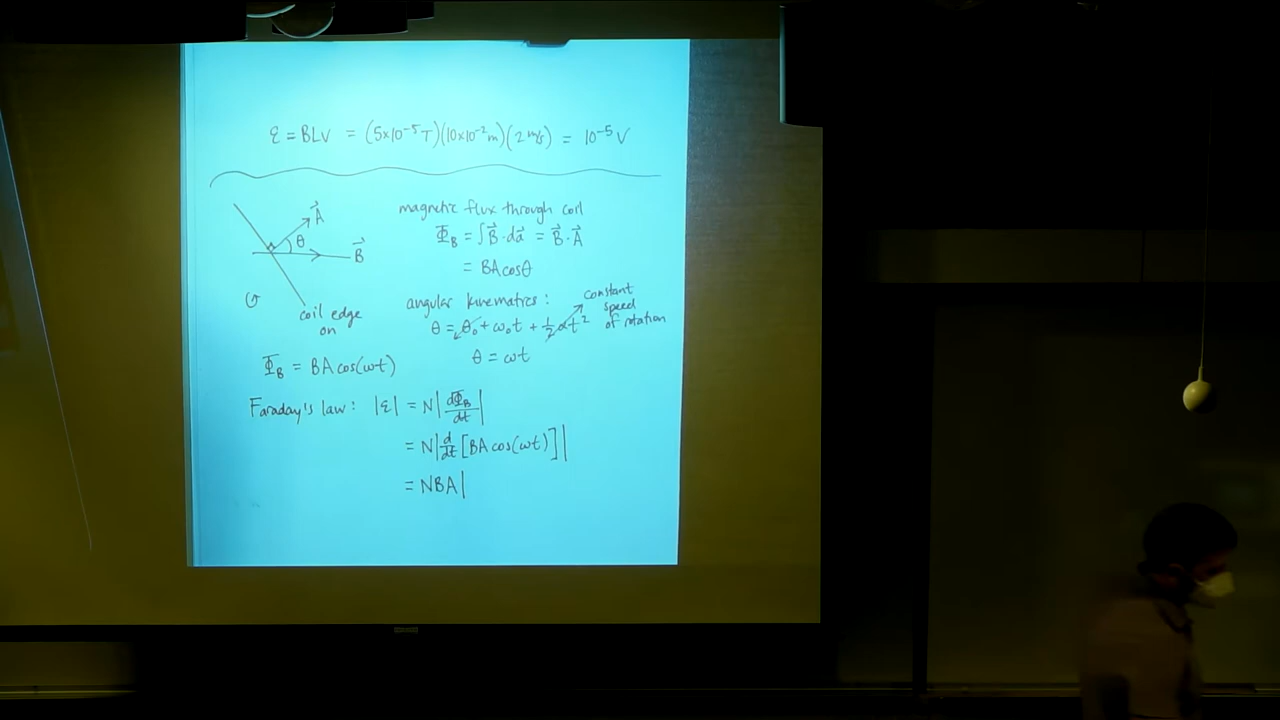 ε = BLv = (5×10⁻⁵ T)(10×10⁻² m)(2 m/s) = 10⁻⁵ V
A⃗
θ
B⃗
coil edge
on
magnetic flux through coil
Φ_B = ∫B⃗·da⃗ = B⃗·A⃗
= BA cosθ
angular kinematics:
constant
speed
of rotation
θ = θ₀ + ω₀t + ½αt²
θ = ωt
Φ_B = BA cos(ωt)
Faraday's law: |ε| = N|dΦ_B/dt|
= N|d/dt [BA cos(ωt)]|
= NBA|